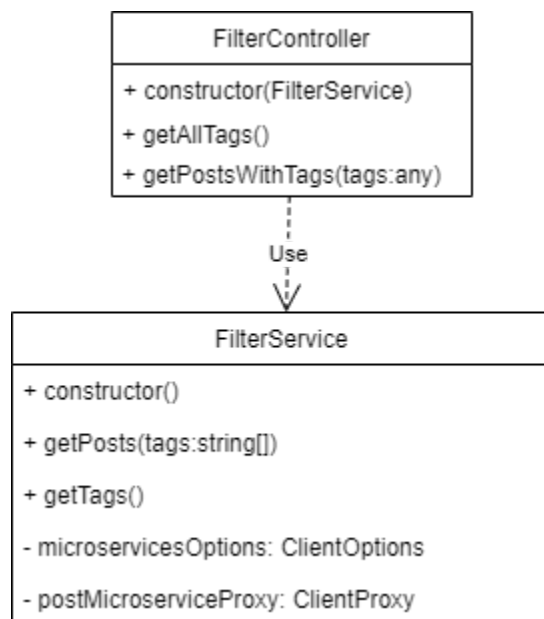 FilterController
+ constructor(FilterService)
+ getAllTags()
+ getPostsWithTags(tags:any)
Use
FilterService
+ constructor()
+ getPosts(tags:string[])
+ getTags()
- microservicesOptions: ClientOptions
- postMicroserviceProxy: ClientProxy